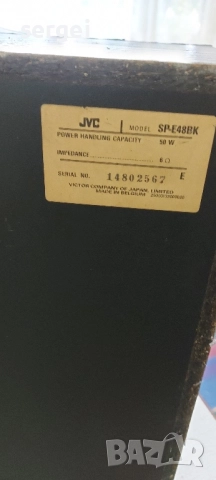 sergei
JVC MODEL SP-E48BK
POWER HANDLING CAPACITY 50 W
IMPEDANCE 6 Ω
SERIAL NO. 14802567 E
VICTOR COMPANY OF JAPAN, LIMITED
MADE IN BELGIUM
BAZAR.bg